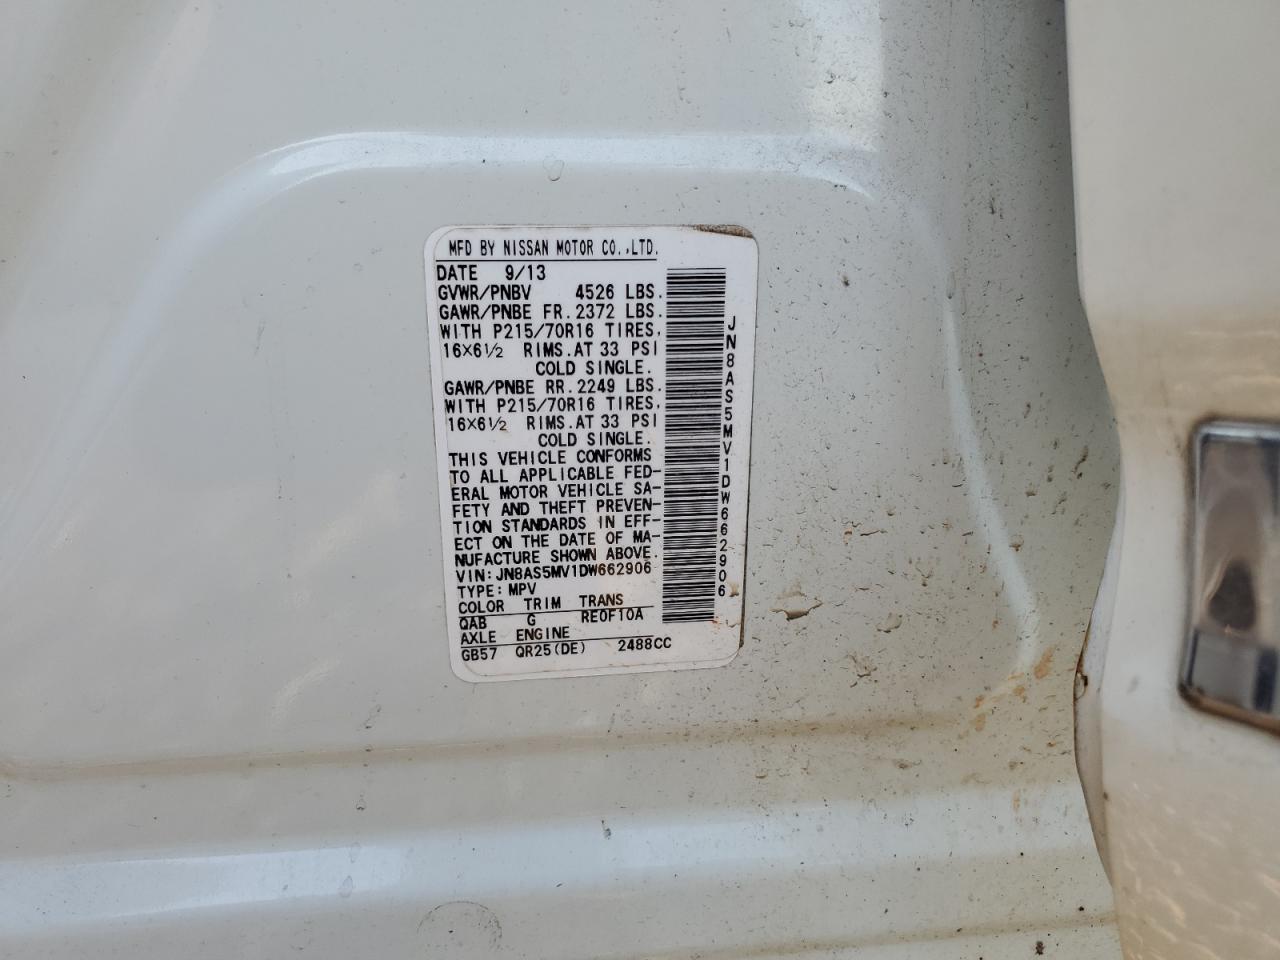 MFD BY NISSAN MOTOR CO.,LTD.
DATE 9/13
GVWR/PNBV 4526 LBS.
GAWR/PNBE FR. 2372 LBS.
WITH P215/70R16 TIRES.
16×6½ RIMS. AT 33 PSI
COLD SINGLE.
GAWR/PNBE RR. 2249 LBS.
WITH P215/70R16 TIRES.
16×6½ RIMS. AT 33 PSI
COLD SINGLE.
THIS VEHICLE CONFORMS
TO ALL APPLICABLE FED-
ERAL MOTOR VEHICLE SA-
FETY AND THEFT PREVEN-
TION STANDARDS IN EFF-
ECT ON THE DATE OF MA-
NUFACTURE SHOWN ABOVE.
VIN: JN8AS5MV1DW662906
TYPE: MPV
COLOR TRIM TRANS
QAB G RE0F10A
AXLE ENGINE
GB57 QR25(DE) 2488CC
JN8AS5MV1DW662906